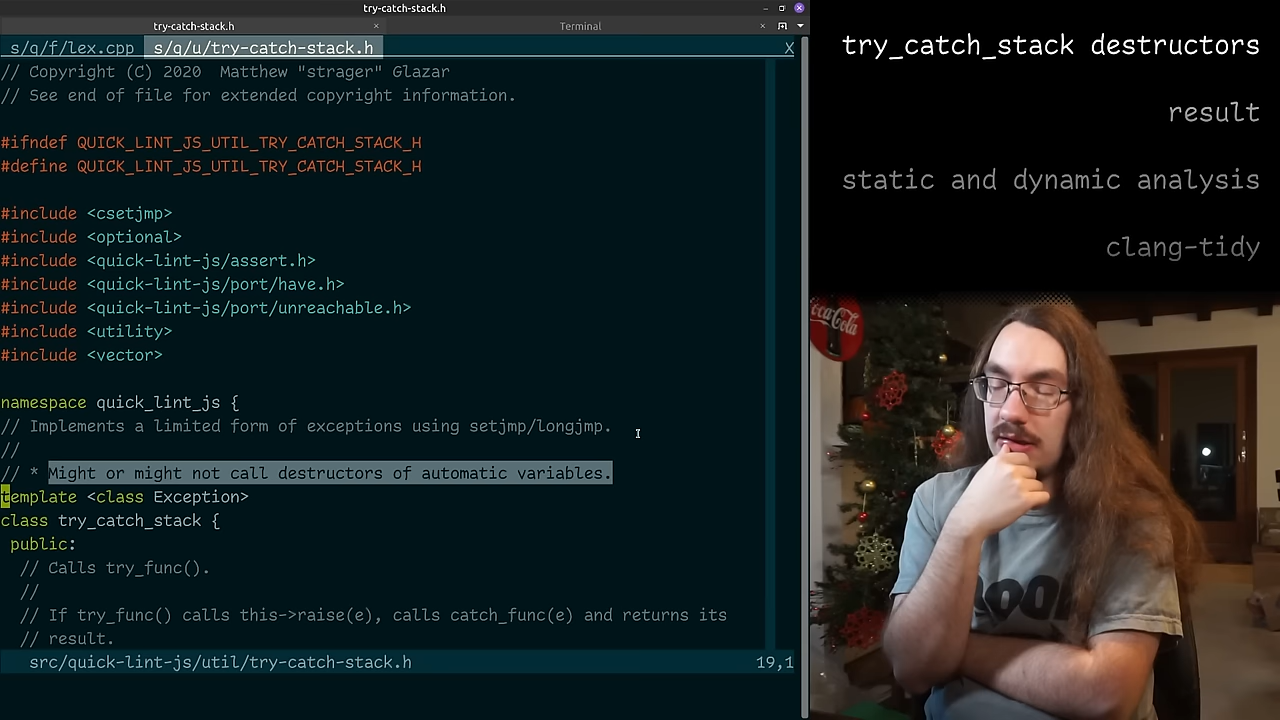 try-catch-stack.h
try-catch-stack.h
Terminal
s/q/f/lex.cpp s/q/u/try-catch-stack.h X
// Copyright (C) 2020  Matthew "strager" Glazar
// See end of file for extended copyright information.
#ifndef QUICK_LINT_JS_UTIL_TRY_CATCH_STACK_H
#define QUICK_LINT_JS_UTIL_TRY_CATCH_STACK_H
#include <csetjmp>
#include <optional>
#include <quick-lint-js/assert.h>
#include <quick-lint-js/port/have.h>
#include <quick-lint-js/port/unreachable.h>
#include <utility>
#include <vector>
namespace quick_lint_js {
// Implements a limited form of exceptions using setjmp/longjmp.
//
// * Might or might not call destructors of automatic variables.
template <class Exception>
class try_catch_stack {
public:
// Calls try_func().
//
// If try_func() calls this->raise(e), calls catch_func(e) and returns its
// result.
src/quick-lint-js/util/try-catch-stack.h 19,1
try_catch_stack destructors
result
static and dynamic analysis
clang-tidy
Coca-Cola